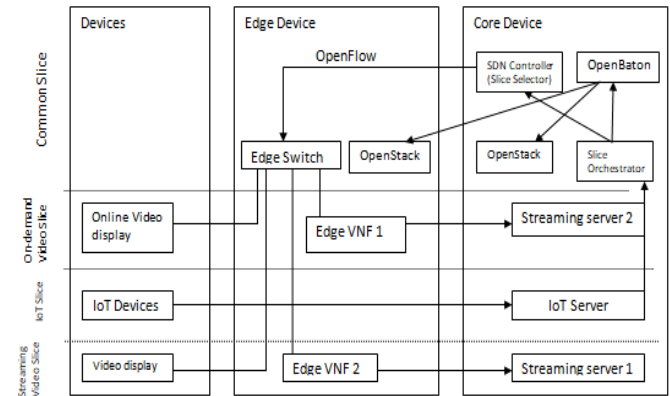 Devices
Edge Device
Core Device
Common Slice
OpenFlow
SDN Controller
(Slice Selector)
OpenBaton
Edge Switch
OpenStack
OpenStack
Slice
Orchestrator
On-demand
Video Slice
Online Video
display
Edge VNF 1
Streaming server 2
IoT Slice
IoT Devices
IoT Server
Streaming
Video Slice
Video display
Edge VNF 2
Streaming server 1